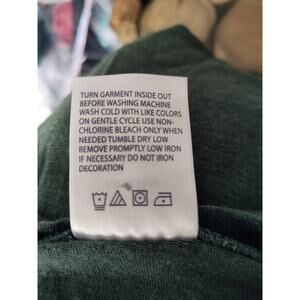 TURN GARMENT INSIDE OUT
BEFORE WASHING MACHINE
WASH COLD WITH LIKE COLORS
ON GENTLE CYCLE USE NON-
CHLORINE BLEACH ONLY WHEN
NEEDED TUMBLE DRY LOW
REMOVE PROMPTLY LOW IRON
IF NECESSARY DO NOT IRON
DECORATION